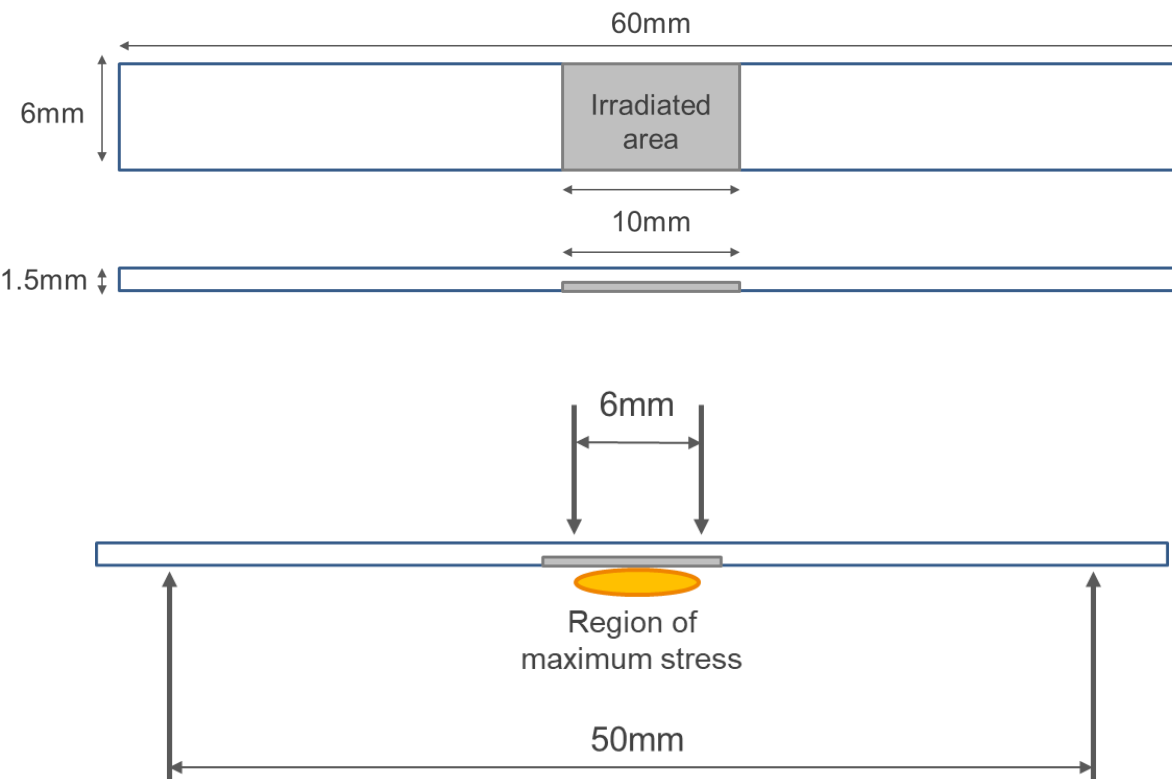 60mm
6mm
Irradiated
area
10mm
1.5mm
6mm
Region of
maximum stress
50mm